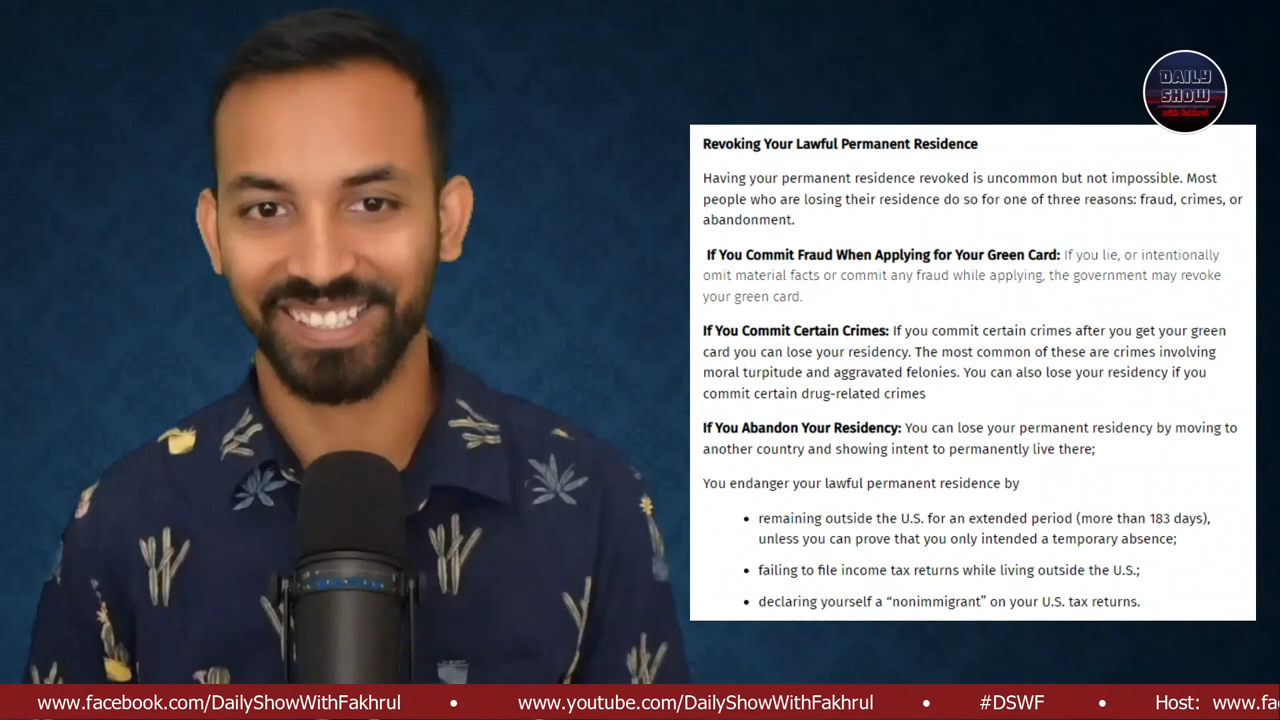 DAILY
SHOW
with Fakhrul
Revoking Your Lawful Permanent Residence
Having your permanent residence revoked is uncommon but not impossible. Most
people who are losing their residence do so for one of three reasons: fraud, crimes, or
abandonment.
If You Commit Fraud When Applying for Your Green Card: If you lie, or intentionally
omit material facts or commit any fraud while applying, the government may revoke
your green card.
If You Commit Certain Crimes: If you commit certain crimes after you get your green
card you can lose your residency. The most common of these are crimes involving
moral turpitude and aggravated felonies. You can also lose your residency if you
commit certain drug-related crimes
If You Abandon Your Residency: You can lose your permanent residency by moving to
another country and showing intent to permanently live there;
You endanger your lawful permanent residence by
• remaining outside the U.S. for an extended period (more than 183 days),
unless you can prove that you only intended a temporary absence;
• failing to file income tax returns while living outside the U.S.;
• declaring yourself a “nonimmigrant” on your U.S. tax returns.
www.facebook.com/DailyShowWithFakhrul • www.youtube.com/DailyShowWithFakhrul • #DSWF • Host: www.fa